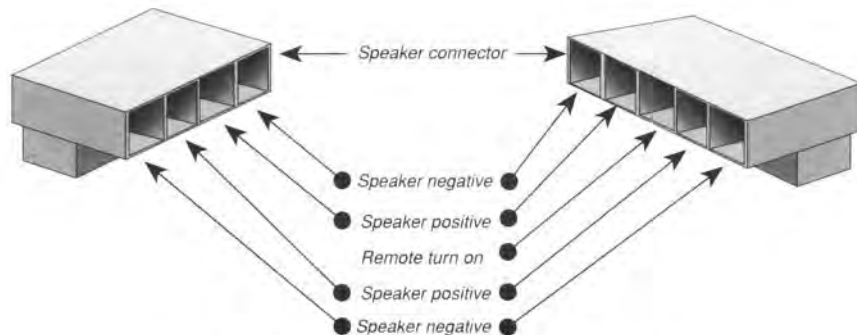 Speaker connector
Speaker negative
Speaker positive
Remote turn on
Speaker positive
Speaker negative